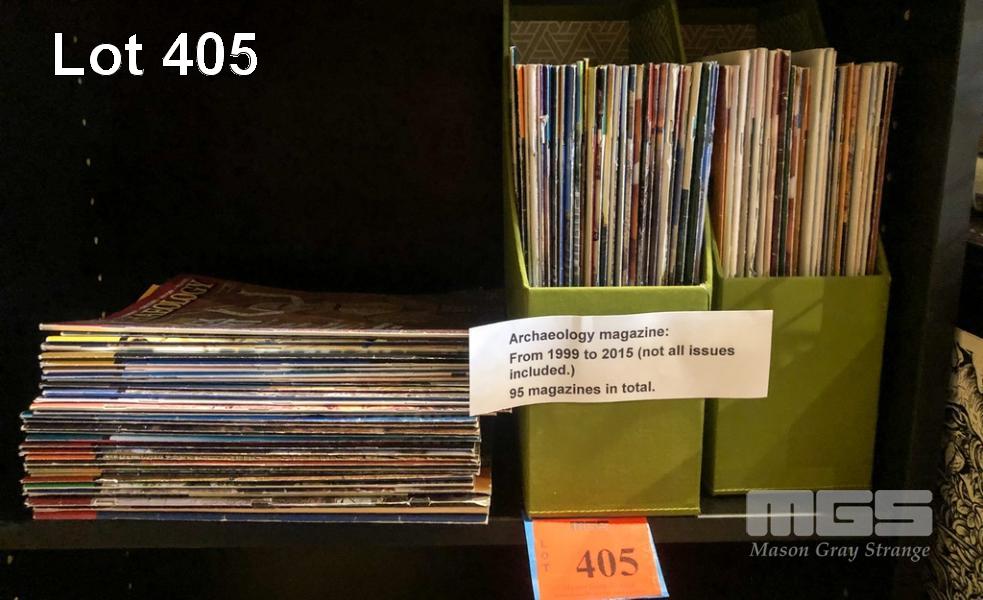 Lot 405
Archaeology magazine:
From 1999 to 2015 (not all issues
included.)
95 magazines in total.
MGS
LOT
405
MGS
Mason Gray Strange